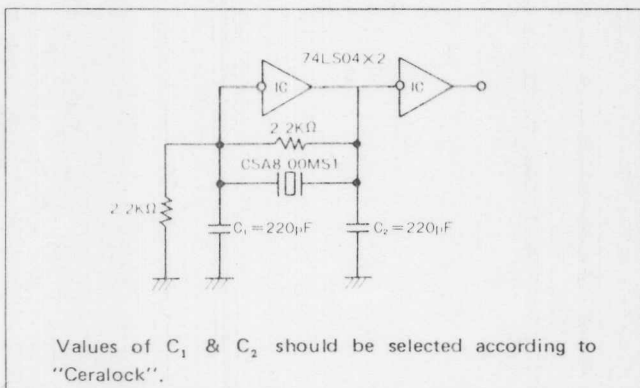 74LS04×2
IC
IC
2.2KΩ
CSA8.00MS1
2.2KΩ
C₁=220pF
C₂=220pF
Values of C₁ & C₂ should be selected according to
"Ceralock".